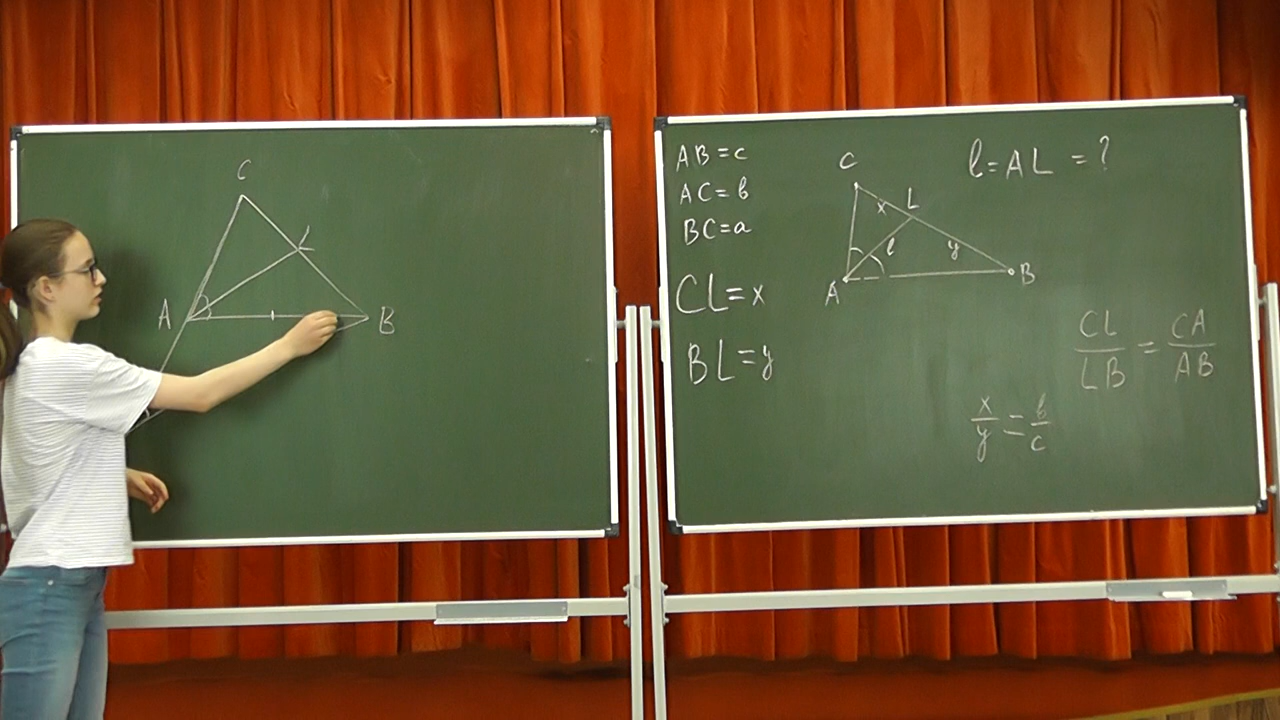 C
L
A
B
AB = c
AC = b
BC = a
CL = x
BL = y
l = AL = ?
C
x
L
l
y
A
B
CL/LB = CA/AB
x/y = b/c